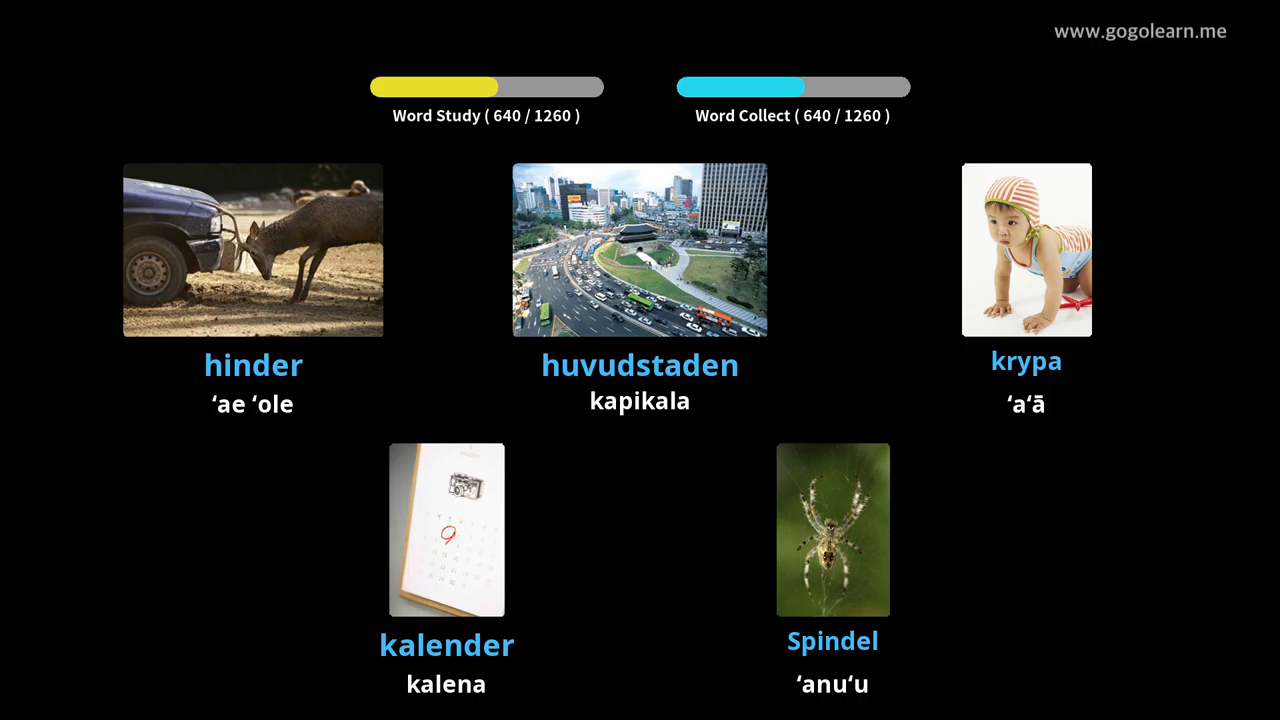 www.gogolearn.me
Word Study ( 640 / 1260 )
Word Collect ( 640 / 1260 )
hinder
ʻae ʻole
huvudstaden
kapikala
krypa
ʻaʻā
kalender
kalena
Spindel
ʻanuʻu